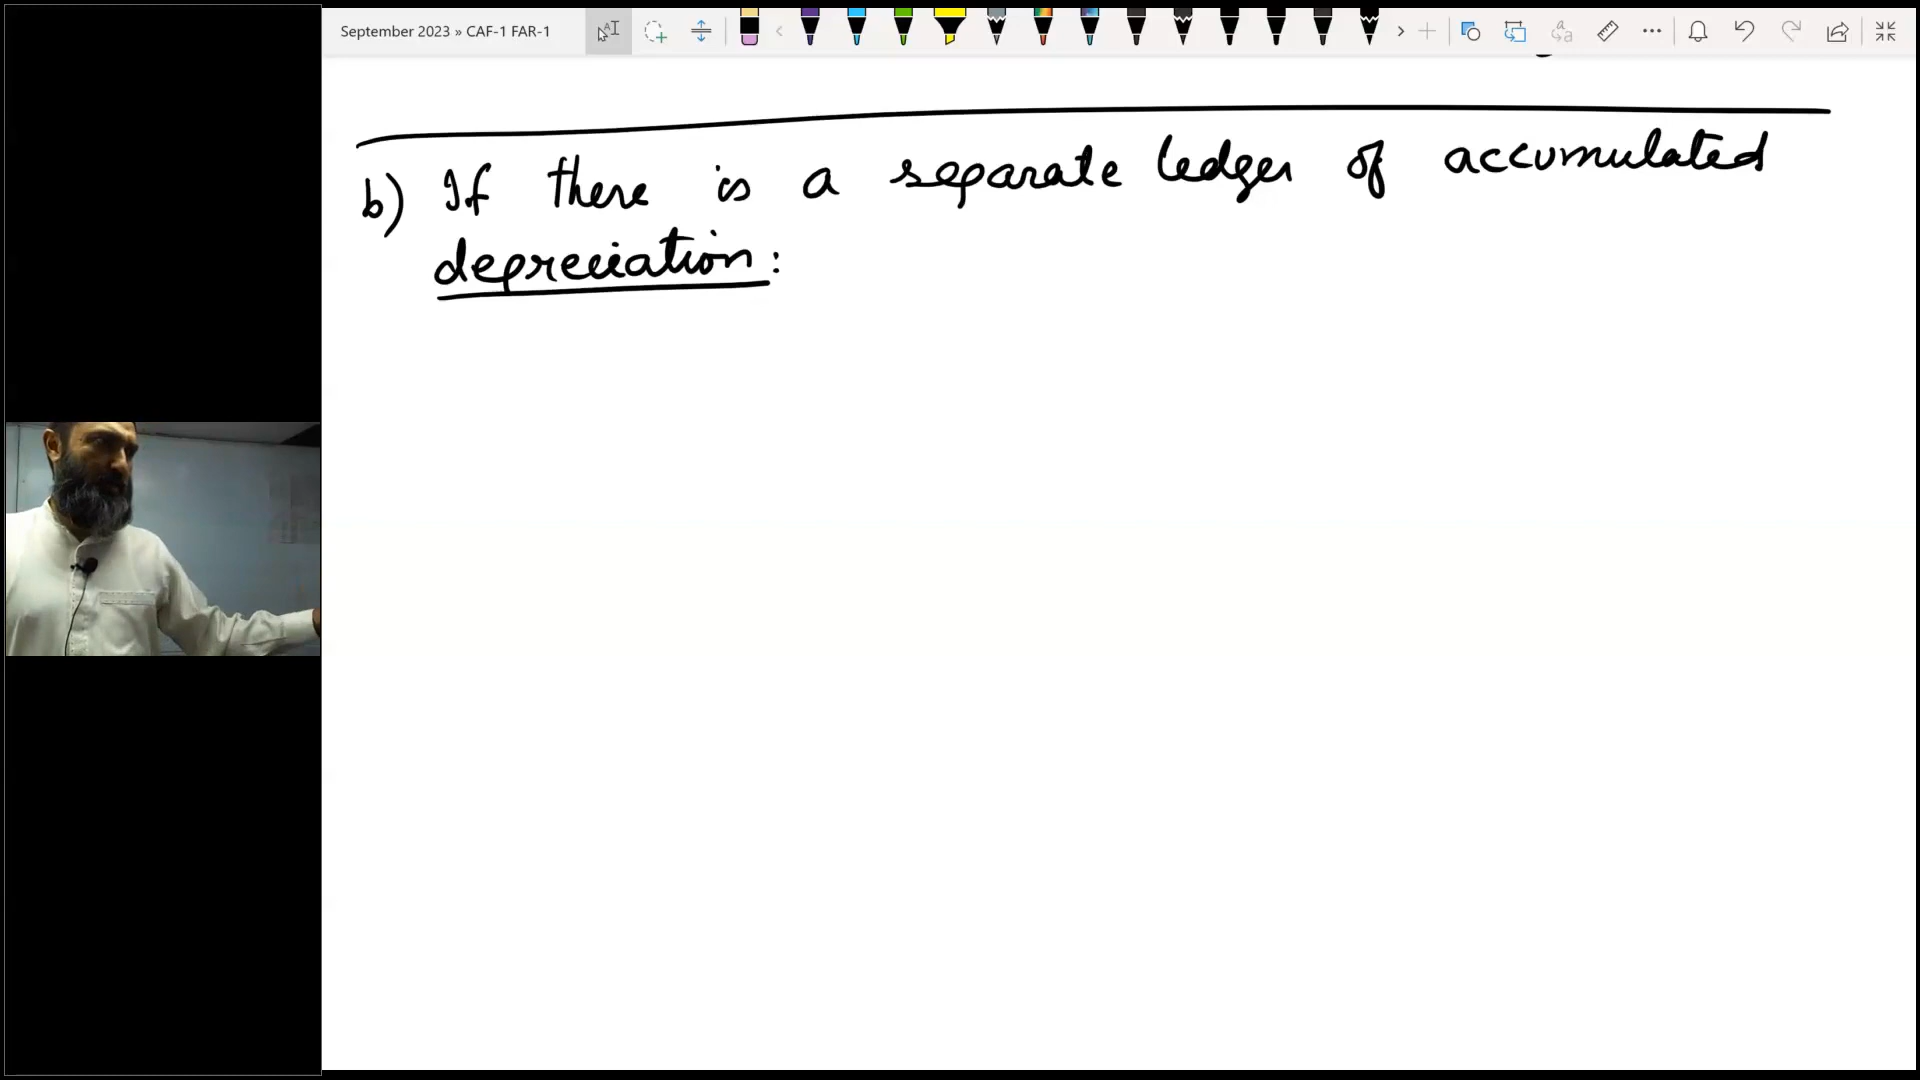 September 2023 » CAF-1 FAR-1
b) If there is a separate ledger of accumulated
depreciation: